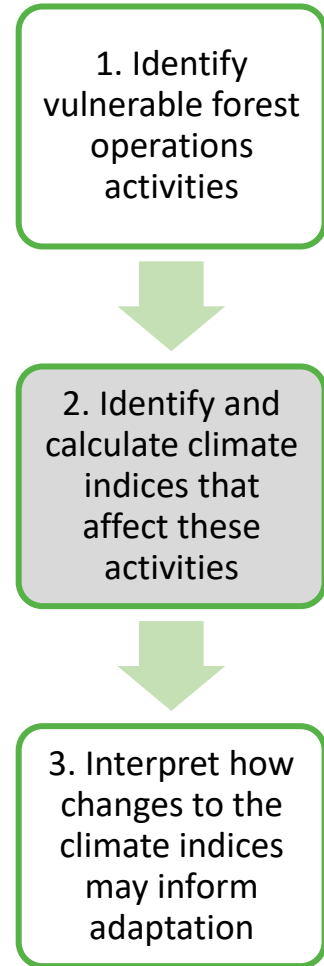 1. Identify
vulnerable forest
operations
activities
2. Identify and
calculate climate
indices that
affect these
activities
3. Interpret how
changes to the
climate indices
may inform
adaptation